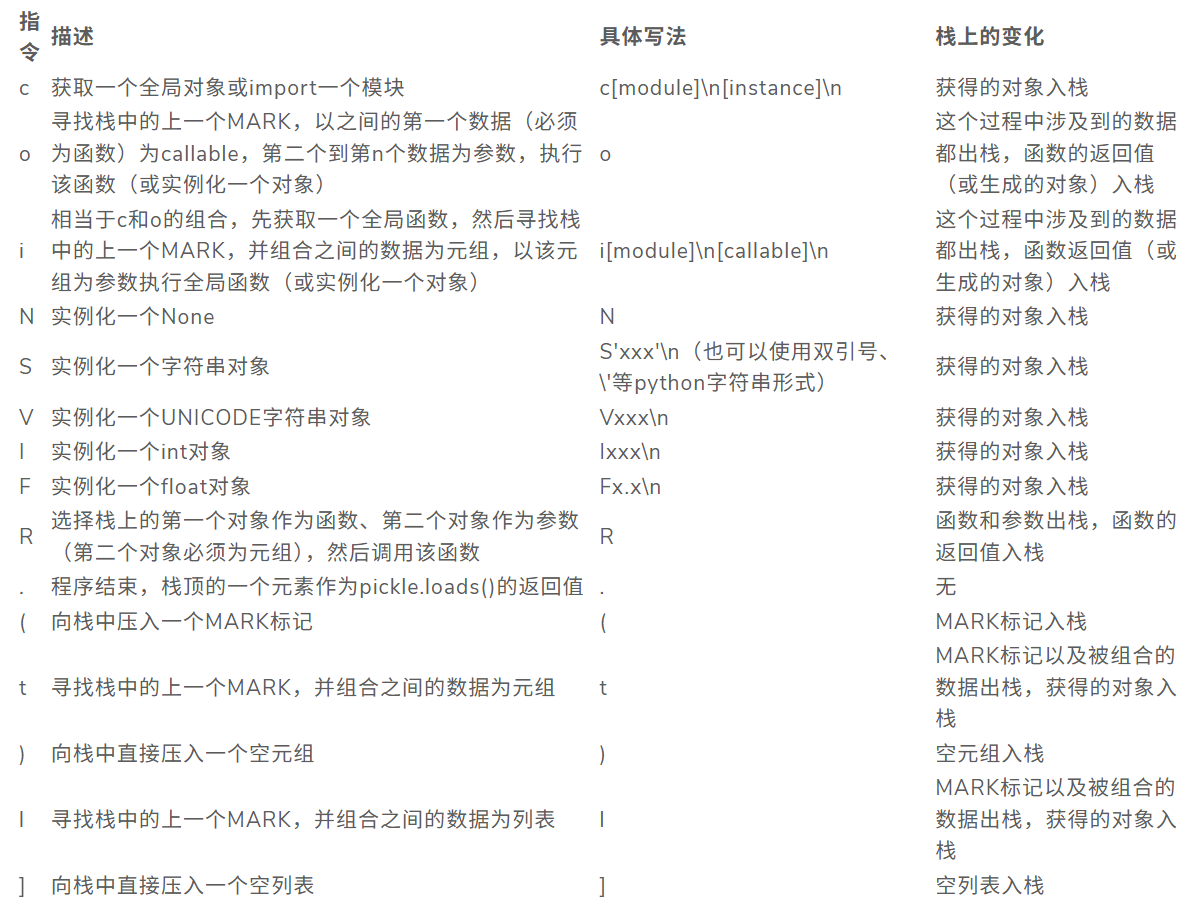 指令 描述 具体写法 栈上的变化
c 获取一个全局对象或import一个模块 c[module]\n[instance]\n 获得的对象入栈
寻找栈中的上一个MARK，以之间的第一个数据（必须 这个过程中涉及到的数据
o 为函数）为callable，第二个到第n个数据为参数，执行 o 都出栈，函数的返回值
该函数（或实例化一个对象） （或生成的对象）入栈
相当于c和o的组合，先获取一个全局函数，然后寻找栈 这个过程中涉及到的数据
i 中的上一个MARK，并组合之间的数据为元组，以该元 i[module]\n[callable]\n 都出栈，函数返回值（或
组为参数执行全局函数（或实例化一个对象） 生成的对象）入栈
N 实例化一个None N 获得的对象入栈
S 实例化一个字符串对象 S'xxx'\n（也可以使用双引号、 获得的对象入栈
\'等python字符串形式）
V 实例化一个UNICODE字符串对象 Vxxx\n 获得的对象入栈
I 实例化一个int对象 Ixxx\n 获得的对象入栈
F 实例化一个float对象 Fx.x\n 获得的对象入栈
R 选择栈上的第一个对象作为函数、第二个对象作为参数 R 函数和参数出栈，函数的
（第二个对象必须为元组），然后调用该函数 返回值入栈
. 程序结束，栈顶的一个元素作为pickle.loads()的返回值 . 无
( 向栈中压入一个MARK标记 ( MARK标记入栈
MARK标记以及被组合的
t 寻找栈中的上一个MARK，并组合之间的数据为元组 t 数据出栈，获得的对象入
栈
) 向栈中直接压入一个空元组 ) 空元组入栈
MARK标记以及被组合的
l 寻找栈中的上一个MARK，并组合之间的数据为列表 l 数据出栈，获得的对象入
栈
] 向栈中直接压入一个空列表 ] 空列表入栈